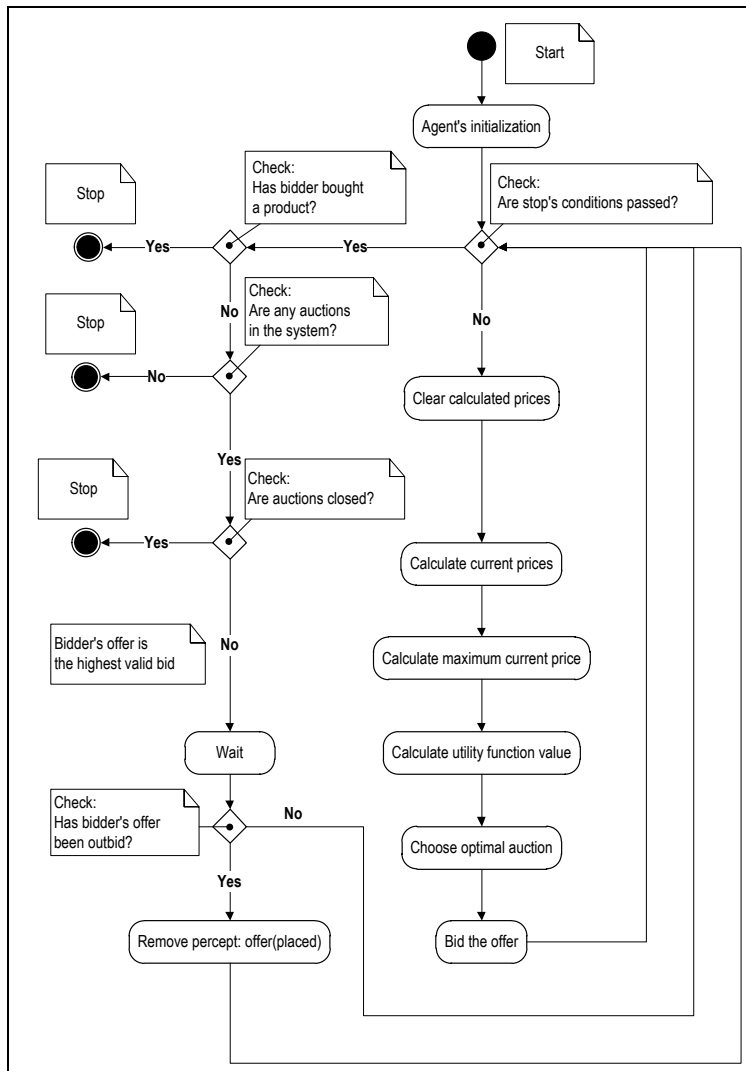 Start
Agent's initialization
Check:
Has bidder bought
a product?
Stop
Check:
Are stop's conditions passed?
Yes
Yes
No
No
Check:
Are any auctions
in the system?
Stop
No
Clear calculated prices
Yes
Check:
Are auctions closed?
Stop
Yes
Calculate current prices
Bidder's offer is
the highest valid bid
No
Calculate maximum current price
Wait
Calculate utility function value
Check:
Has bidder's offer
been outbid?
No
Choose optimal auction
Yes
Remove percept: offer(placed)
Bid the offer